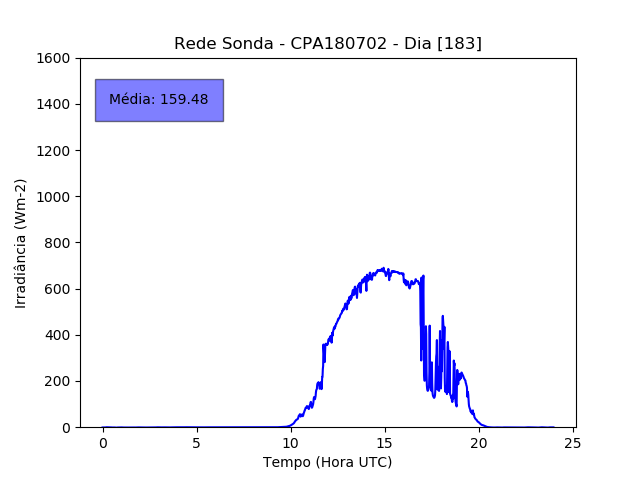 Rede Sonda - CPA180702 - Dia [183]
Média: 159.48
Irradiância (Wm-2)
1600
1400
1200
1000
800
600
400
200
0
0 5 10 15 20 25
Tempo (Hora UTC)